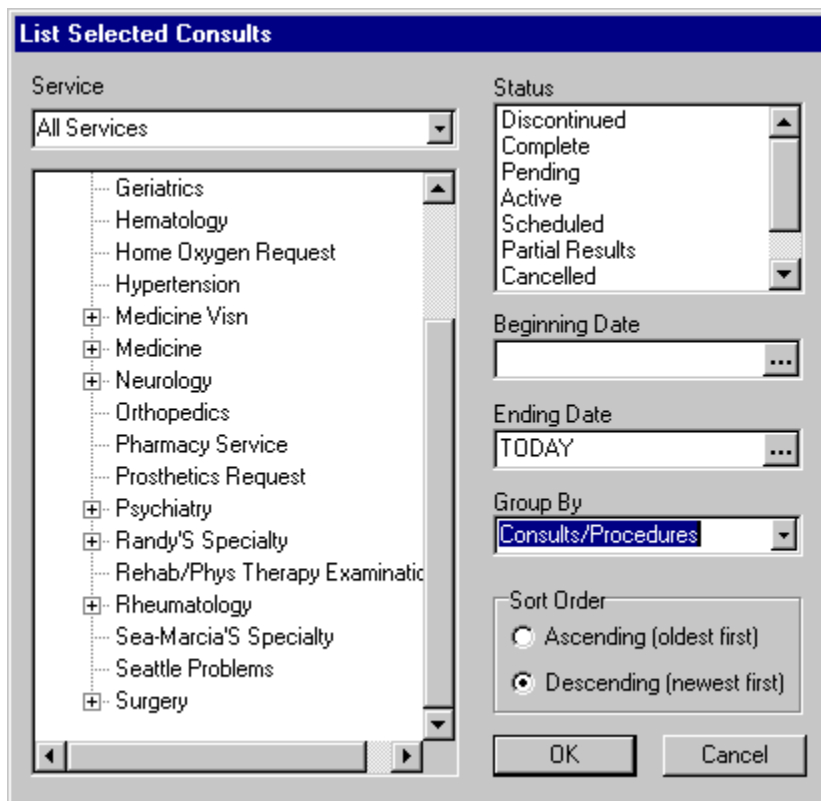 List Selected Consults
Service
All Services
Geriatrics
Hematology
Home Oxygen Request
Hypertension
Medicine Visn
Medicine
Neurology
Orthopedics
Pharmacy Service
Prosthetics Request
Psychiatry
Randy'S Specialty
Rehab/Phys Therapy Examinatic
Rheumatology
Sea-Marcia'S Specialty
Seattle Problems
Surgery
Status
Discontinued
Complete
Pending
Active
Scheduled
Partial Results
Cancelled
Beginning Date
...
Ending Date
TODAY
...
Group By
Consults/Procedures
Sort Order
Ascending (oldest first)
Descending (newest first)
OK
Cancel